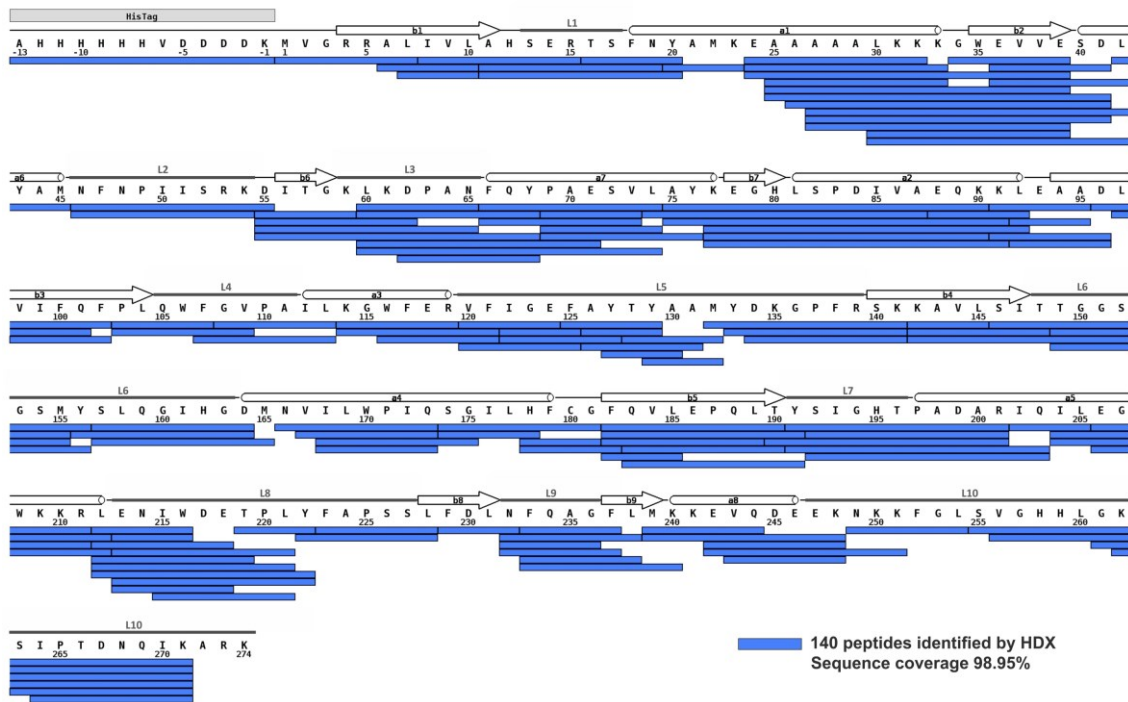 HisTag b1 L1 a1 b2
A H H H H H H V D D D D K M V G R R A L I V L A H S E R T S F N Y A M K E A A A A A L K K K G W E V V E S D L
-13 -10 -5 -1 1 5 10 15 20 25 30 35 40
a6 L2 b6 L3 a7 b7 a2
Y A M N F N P I I S R K D I T G K L K D P A N F Q Y P A E S V L A Y K E G H L S P D I V A E Q K K L E A A D L
45 50 55 60 65 70 75 80 85 90 95
b3 L4 a3 L5 b4 L6
V I F Q F P L Q W F G V P A I L K G W F E R V F I G E F A Y T Y A A M Y D K G P F R S K K A V L S I T T G G S
100 105 110 115 120 125 130 135 140 145 150
L6 a4 b5 L7 a5
G S M Y S L Q G I H G D M N V I L W P I Q S G I L H F C G F Q V L E P Q L T Y S I G H T P A D A R I Q I L E G
155 160 165 170 175 180 185 190 195 200 205
L8 b8 L9 b9 a8 L10
W K K R L E N I W D E T P L Y F A P S S L F D L N F Q A G F L M K K E V Q D E E K N K K F G L S V G H H L G K
210 215 220 225 230 235 240 245 250 255 260
L10
S I P T D N Q I K A R K
265 270 274
140 peptides identified by HDX
Sequence coverage 98.95%